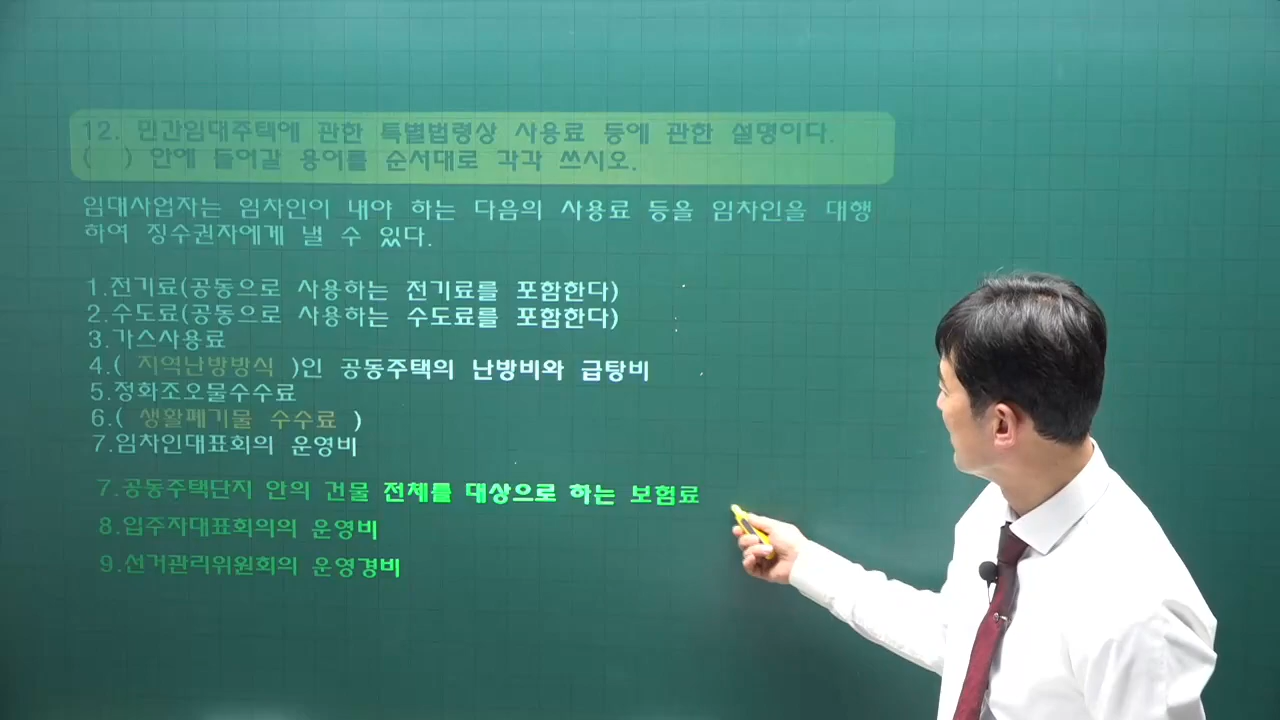 12. 민간임대주택에 관한 특별법령상 사용료 등에 관한 설명이다.
(  ) 안에 들어갈 용어를 순서대로 각각 쓰시오.
임대사업자는 임차인이 내야 하는 다음의 사용료 등을 임차인을 대행
하여 징수권자에게 낼 수 있다.
1.전기료(공동으로 사용하는 전기료를 포함한다)
2.수도료(공동으로 사용하는 수도료를 포함한다)
3.가스사용료
4.( 지역난방방식 )인 공동주택의 난방비와 급탕비
5.정화조오물수수료
6.( 생활폐기물 수수료 )
7.임차인대표회의 운영비
7.공동주택단지 안의 건물 전체를 대상으로 하는 보험료
8.입주자대표회의의 운영비
9.선거관리위원회의 운영경비